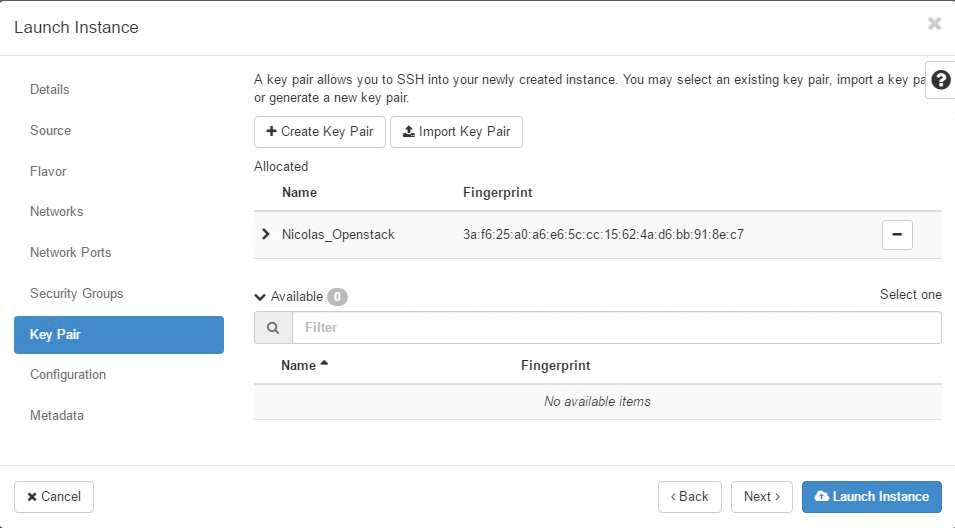 Launch Instance
Details
Source
Flavor
Networks
Network Ports
Security Groups
Key Pair
Configuration
Metadata
A key pair allows you to SSH into your newly created instance. You may select an existing key pair, import a key pa
or generate a new key pair.
Create Key Pair
Import Key Pair
Allocated
Name Fingerprint
Nicolas_Openstack 3a:f6:25:a0:a6:e6:5c:cc:15:62:4a:d6:bb:91:8e:c7
Available 0 Select one
Filter
Name Fingerprint
No available items
Cancel
‹ Back
Next ›
Launch Instance